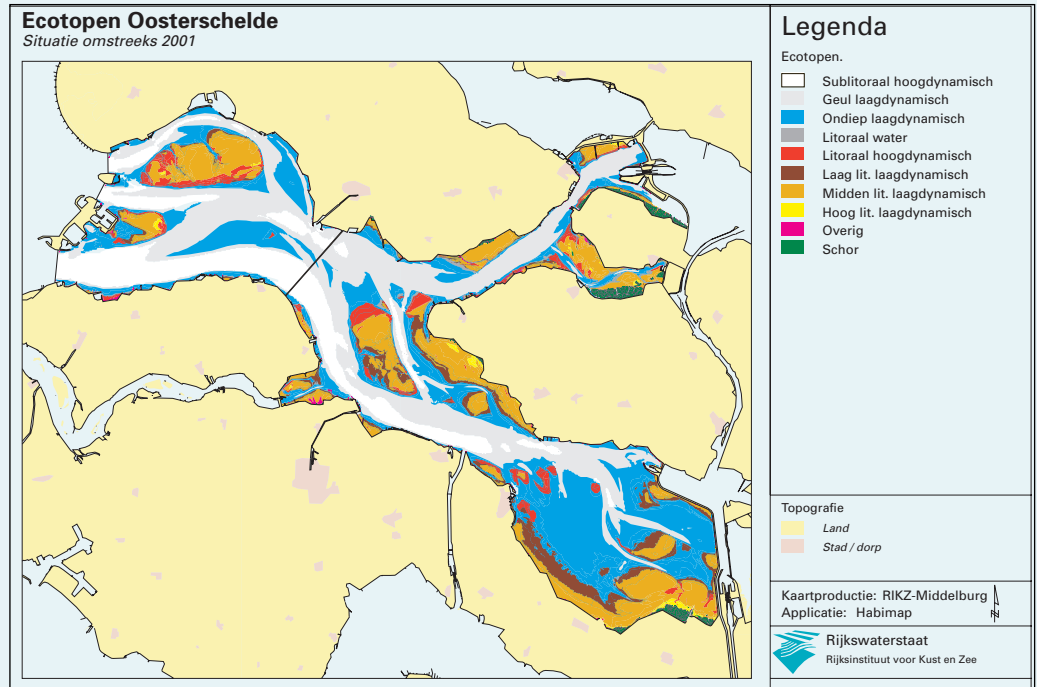 Ecotopen Oosterschelde
Situatie omstreeks 2001
Legenda
Ecotopen.
Sublitoraal hoogdynamisch
Geul laagdynamisch
Ondiep laagdynamisch
Litoraal water
Litoraal hoogdynamisch
Laag lit. laagdynamisch
Midden lit. laagdynamisch
Hoog lit. laagdynamisch
Overig
Schor
Topografie
Land
Stad / dorp
Kaartproductie: RIKZ-Middelburg
Applicatie: Habimap
N
Rijkswaterstaat
Rijksinstituut voor Kust en Zee